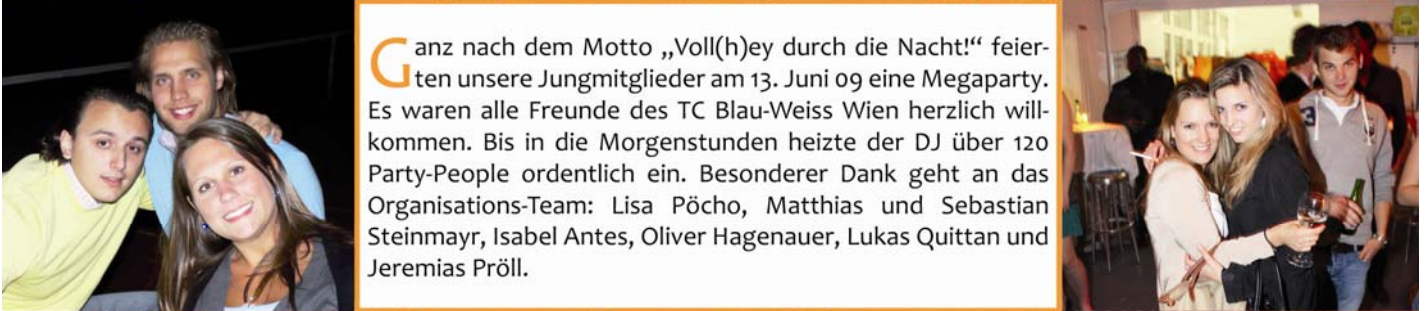 Ganz nach dem Motto „Voll(h)ey durch die Nacht!“ feier-
ten unsere Jungmitglieder am 13. Juni 09 eine Megaparty.
Es waren alle Freunde des TC Blau-Weiss Wien herzlich will-
kommen. Bis in die Morgenstunden heizte der DJ über 120
Party-People ordentlich ein. Besonderer Dank geht an das
Organisations-Team: Lisa Pöcho, Matthias und Sebastian
Steinmayr, Isabel Antes, Oliver Hagenauer, Lukas Quittan und
Jeremias Pröll.